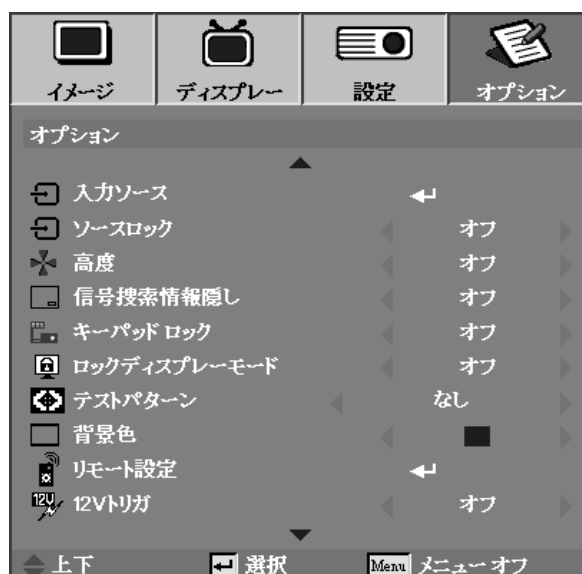 イメージ ディスプレー 設定 オプション
オプション
入力ソース
ソースロック オフ
高度 オフ
信号捜索情報隠し オフ
キーパッド ロック オフ
ロックディスプレーモード オフ
テストパターン なし
背景色
リモート設定
12V 12Vトリガ オフ
上下 選択 Menu メニューオフ